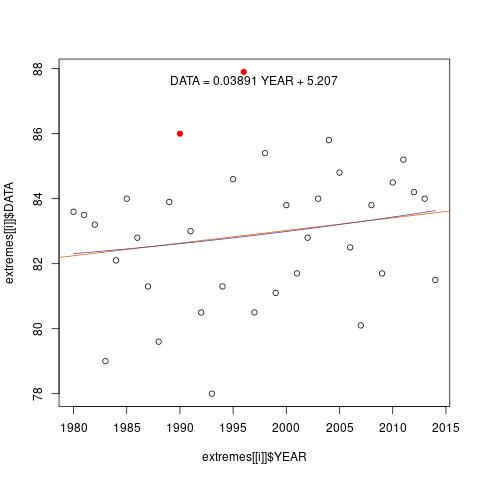 DATA = 0.03891 YEAR + 5.207
88
86
84
82
80
78
extremes[[i]]$DATA
1980 1985 1990 1995 2000 2005 2010 2015
extremes[[i]]$YEAR